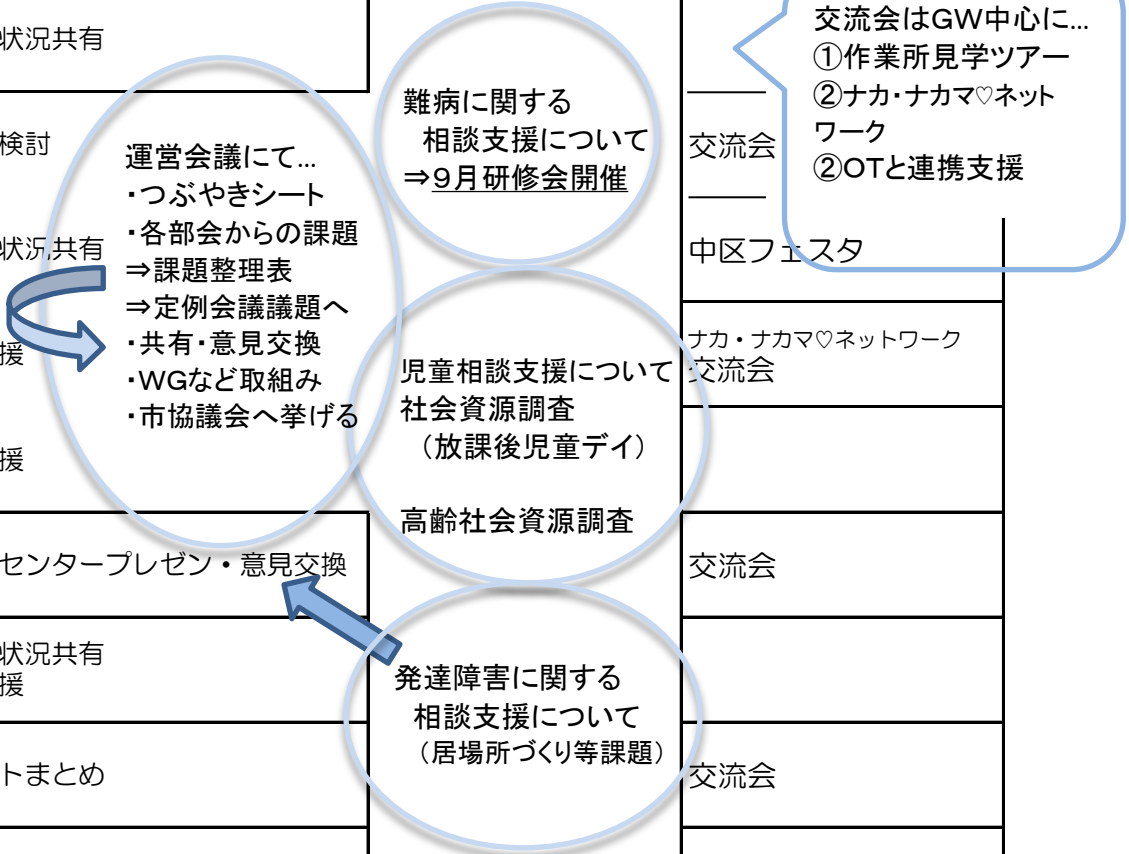 状況共有
検討
状況共有
援
援
センタープレゼン・意見交換
状況共有
援
トまとめ
運営会議にて…
・つぶやきシート
・各部会からの課題
⇒課題整理表
⇒定例会議議題へ
・共有・意見交換
・WGなど取組み
・市協議会へ挙げる
難病に関する
相談支援について
⇒９月研修会開催
児童相談支援について
社会資源調査
（放課後児童デイ）
高齢社会資源調査
発達障害に関する
相談支援について
（居場所づくり等課題）
交流会はGW中心に…
①作業所見学ツアー
②ナカ・ナカマ♡ネット
ワーク
②OTと連携支援
交流会
中区フェスタ
ナカ・ナカマ♡ネットワーク
交流会
交流会
交流会